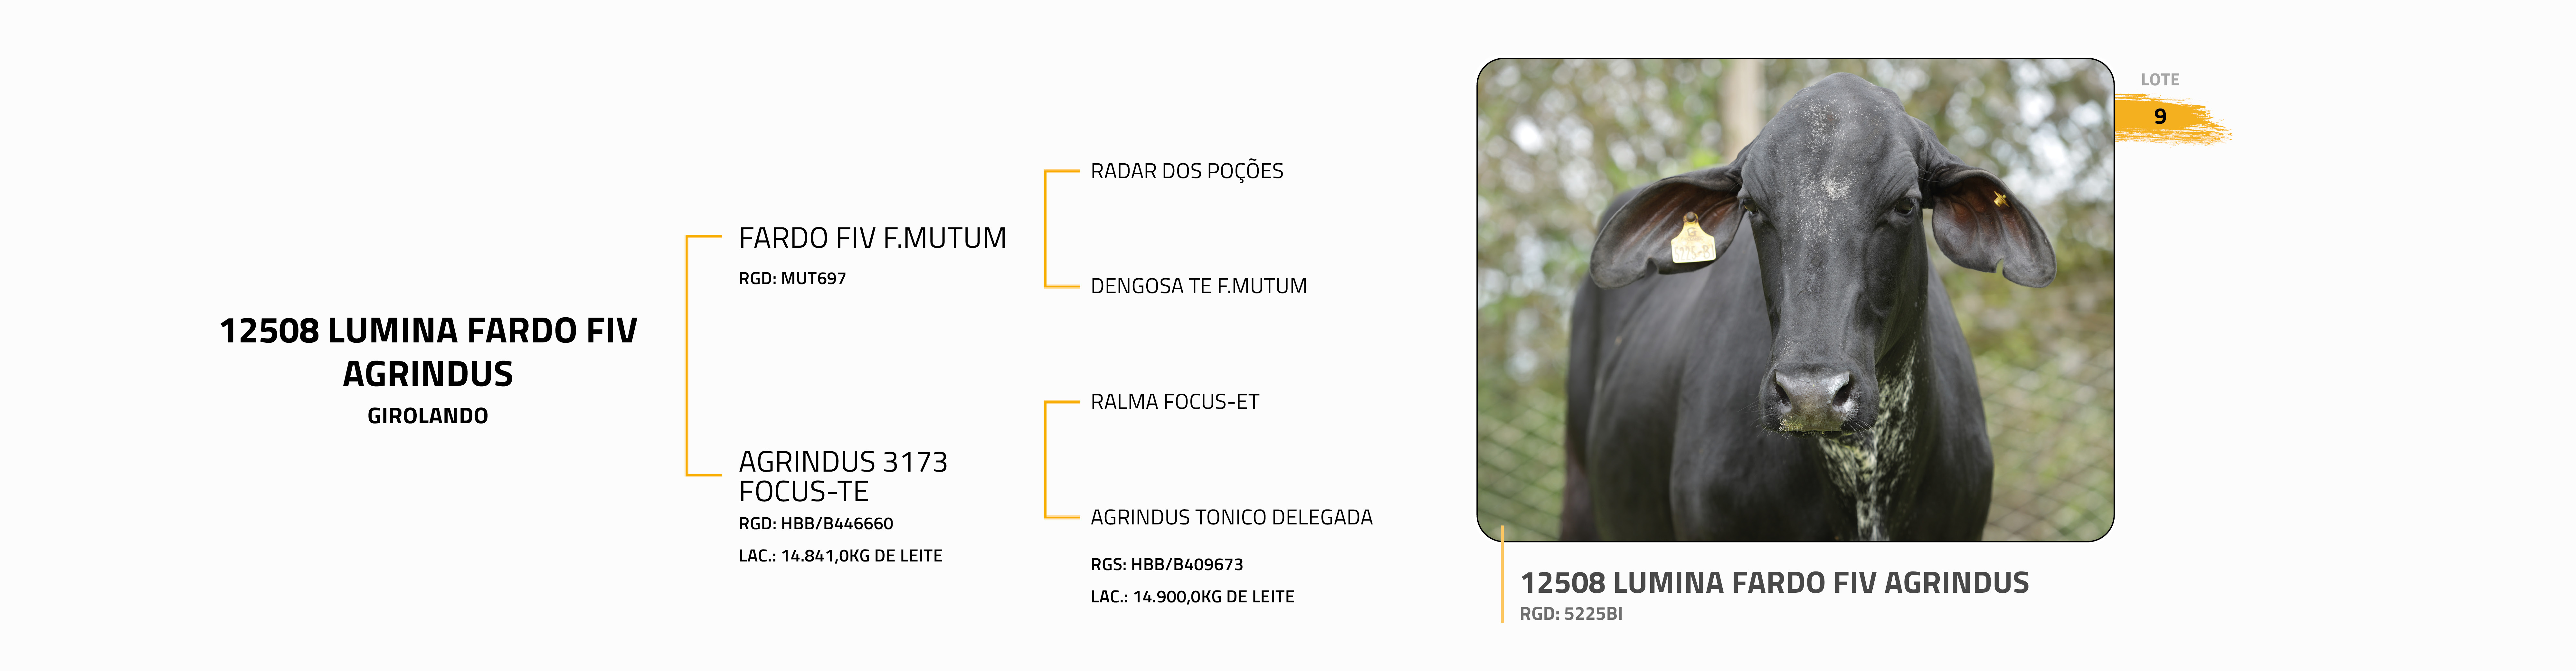 12508 LUMINA FARDO FIV
AGRINDUS
GIROLANDO
FARDO FIV F.MUTUM
RGD: MUT697
AGRINDUS 3173
FOCUS-TE
RGD: HBB/B446660
LAC.: 14.841,0KG DE LEITE
RADAR DOS POÇÕES
DENGOSA TE F.MUTUM
RALMA FOCUS-ET
AGRINDUS TONICO DELEGADA
RGS: HBB/B409673
LAC.: 14.900,0KG DE LEITE
LOTE
9
12508 LUMINA FARDO FIV AGRINDUS
RGD: 5225BI